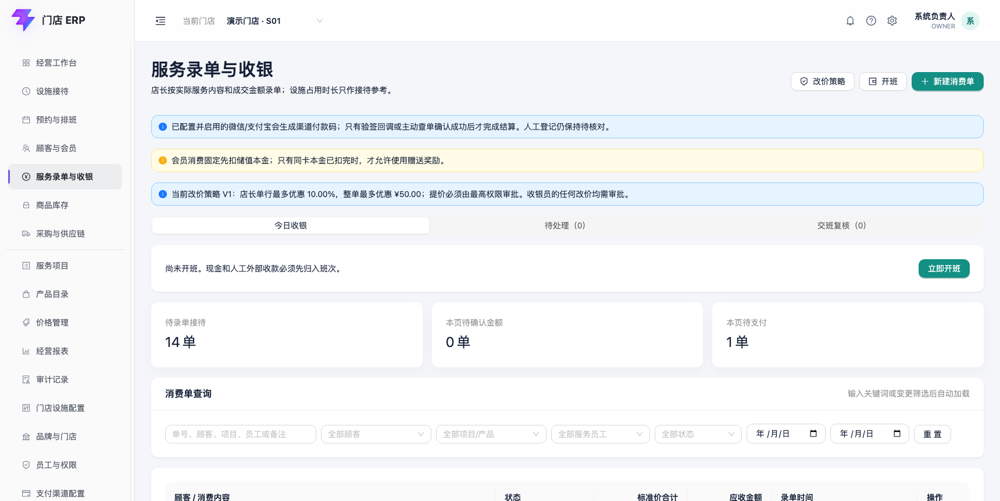 门店 ERP
当前门店 演示门店 · S01
系统负责人
OWNER
系
经营工作台
设施接待
预约与排班
顾客与会员
服务录单与收银
商品库存
采购与供应链
服务项目
产品目录
价格管理
经营报表
审计记录
门店设施配置
品牌与门店
员工与权限
支付渠道配置
服务录单与收银
店长按实际服务内容和成交金额录单；设施占用时长只作接待参考。
改价策略 开班 新建消费单
已配置并启用的微信/支付宝会生成渠道付款码；只有验签回调或主动查单确认成功后才完成结算。人工登记仍保持待核对。
会员消费固定先扣储值本金；只有同卡本金已扣完时，才允许使用赠送奖励。
当前改价策略 V1：店长单行最多优惠 10.00%，整单最多优惠 ¥50.00；提价必须由最高权限审批。收银员的任何改价均需审批。
今日收银 待处理（0） 交班复核（0）
尚未开班。现金和人工外部收款必须先归入班次。 立即开班
待录单接待 本页待确认金额 本页待支付
14 单 0 单 1 单
消费单查询 输入关键词或变更筛选后自动加载
单号、顾客、项目、员工或备注 全部顾客 全部项目/产品 全部服务员工 全部状态 年 /月/日 年 /月/日 重 置
顾客 / 消费内容 状态 标准价合计 应收金额 录单时间 操作